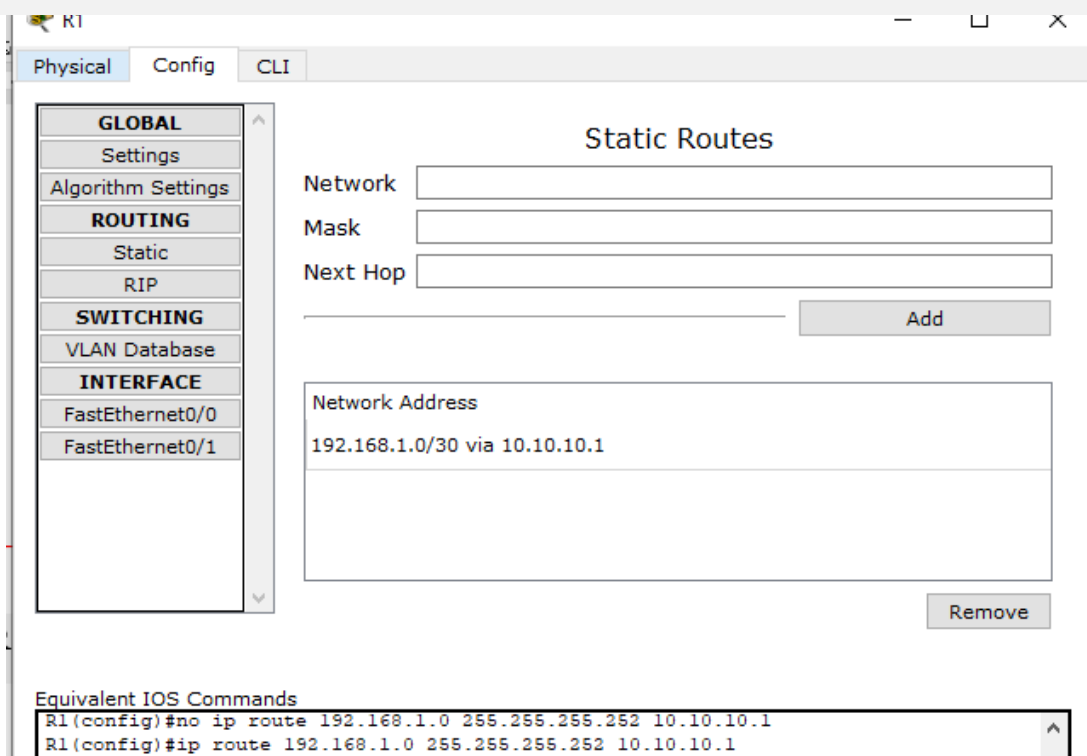 R1
Physical Config CLI
GLOBAL
Settings
Algorithm Settings
ROUTING
Static
RIP
SWITCHING
VLAN Database
INTERFACE
FastEthernet0/0
FastEthernet0/1
Static Routes
Network
Mask
Next Hop
Add
Network Address
192.168.1.0/30 via 10.10.10.1
Remove
Equivalent IOS Commands
R1(config)#no ip route 192.168.1.0 255.255.255.252 10.10.10.1
R1(config)#ip route 192.168.1.0 255.255.255.252 10.10.10.1